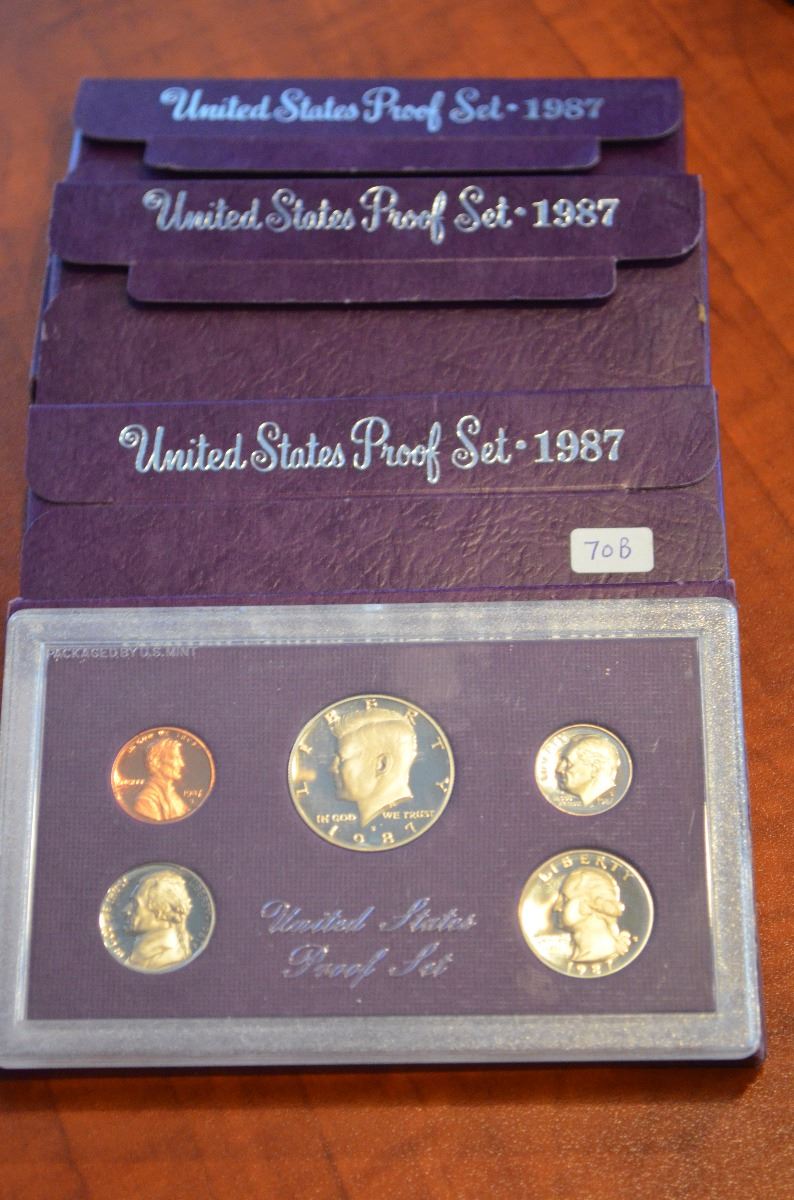 United States Proof Set · 1987
United States Proof Set · 1987
United States Proof Set · 1987
70B
PACKAGED BY U.S. MINT
LIBERTY
IN GOD WE TRUST
1987
LIBERTY
1987
United States
Proof Set